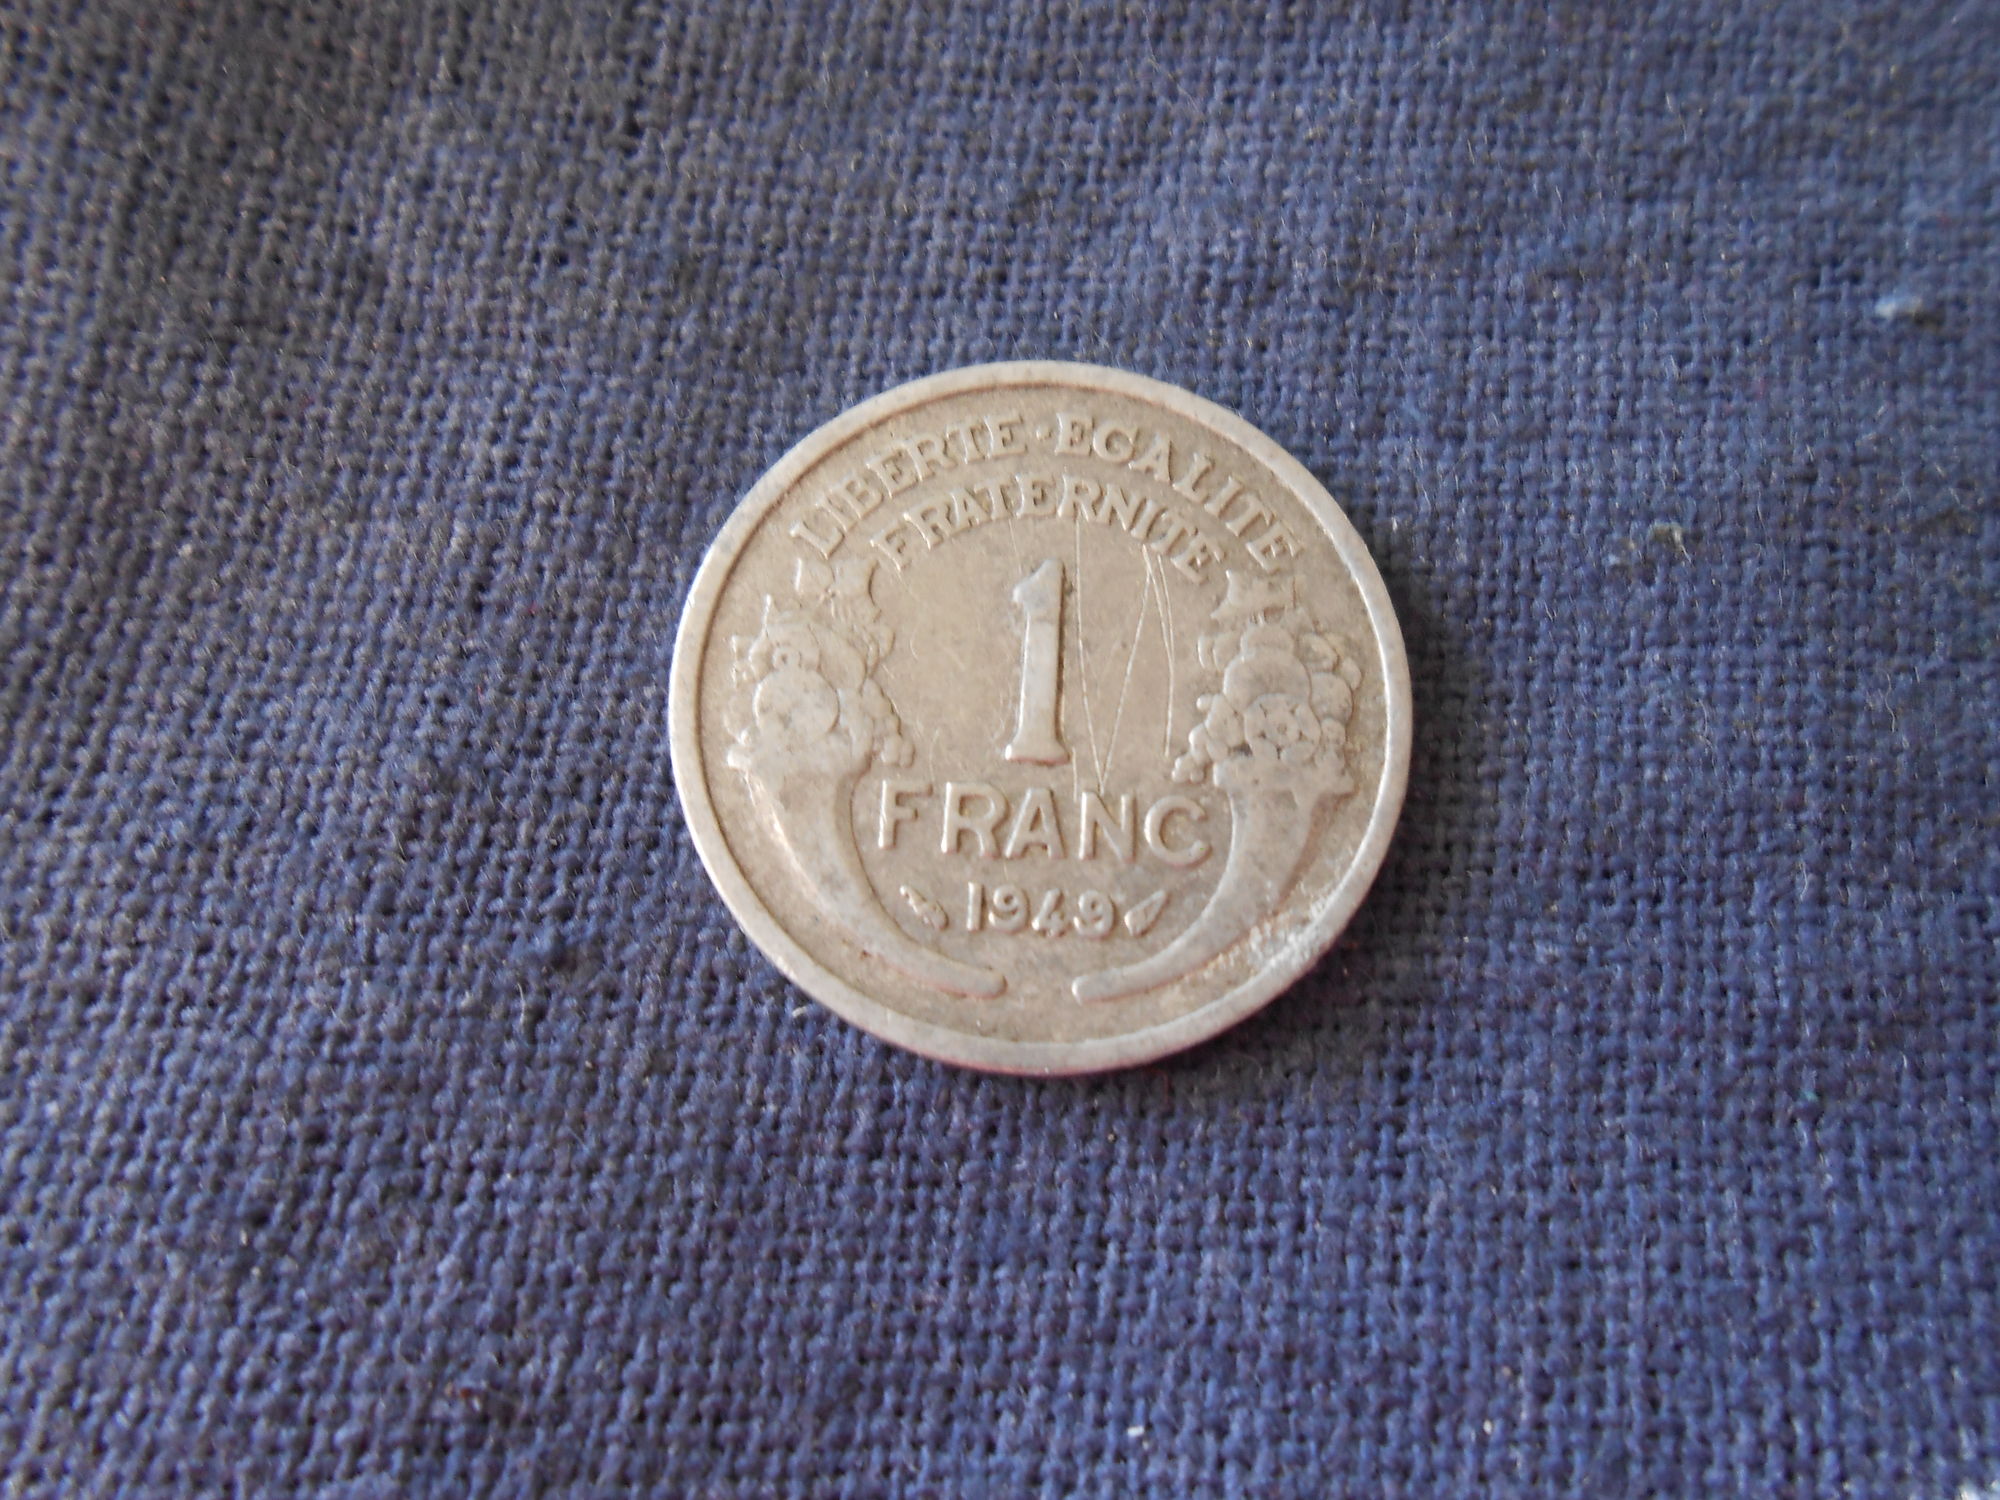 LIBERTE·EGALITE
FRATERNITE
1
FRANC
1949